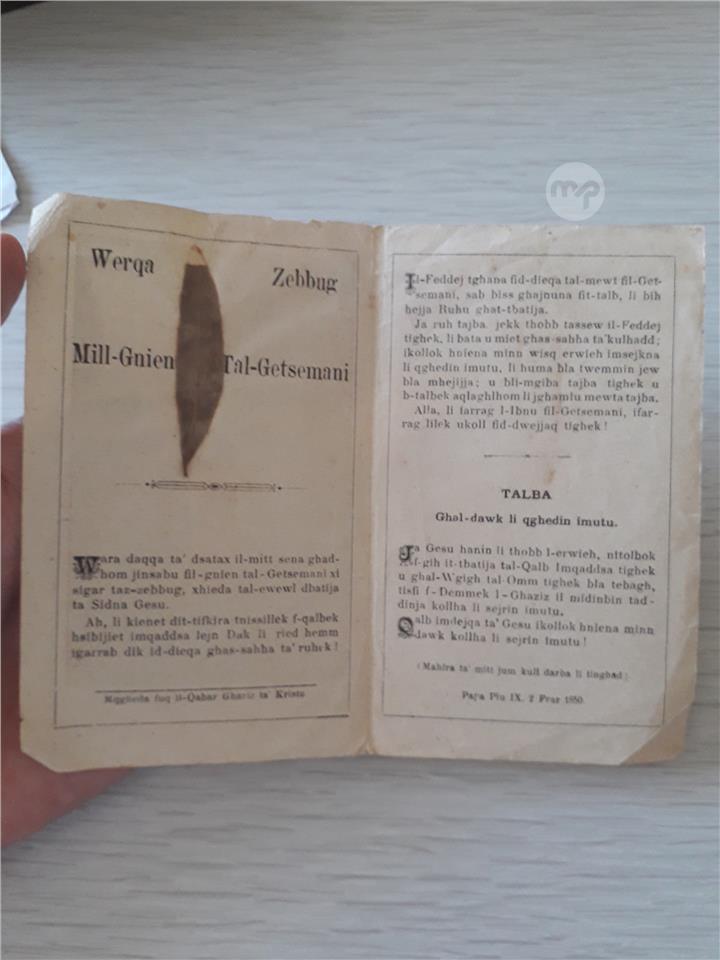 Werqa Zebbug
Mill-Gnien Tal-Getsemani
Wara daqqa ta' dsatax il-mitt sena ghad-
hom jinsabu fil-gnien tal-Getsemani xi
sigar taz-zebbug, xhieda tal-ewewl dbatija
ta Sidna Gesu.
Ah, li kienet dit-tifkira tnissillek f-qalbek
hsibijiet imqaddsa lejn Dak li ried hemm
igarrab dik id-dieqa ghas-sahha ta' ruhek!
Mqgheda fuq il-Qabar Ghaziz ta' Kristu
Il-Feddej tghana fid-dieqa tal-mewt fil-Get-
semani, sab biss ghajnuna fit-talb, li bih
hejja Ruhu ghat-tbatija.
Ja ruh tajba, jekk thobb tassew il-Feddej
tighek, li bata u miet ghas-sahha ta'kulhadd;
ikollok hniena minn wisq erwieh imsejkna
li qghedin imutu, li huma bla twemmin jew
bla mhejjija; u bli-mgiba tajba tighek u
b-talbek aqlaghlhom li jghamlu mewta tajba.
Alla, li farrag l-Ibnu fil-Getsemani, ifar-
rag lilek ukoll fid-dwejjaq tighek!
TALBA
Ghal-dawk li qghedin imutu.
Ja Gesu hanin li thobb l-erwieh, nitolbok
f-gih it-tbatija tal-Qalb Imqaddsa tighek
u ghal-Wgigh tal-Omm tighek bla tebagh,
tisfi f-Demmek l-Ghaziz il midinbin tad-
dinja kollha li sejrin imutu.
Qalb imdejqa ta' Gesu ikollok hniena minn
dawk kollha li sejrin imutu!
(Mahfra ta' mitt jum kull darba li tinghad)
Papa Piu IX. 2 Frar 1850.
mp